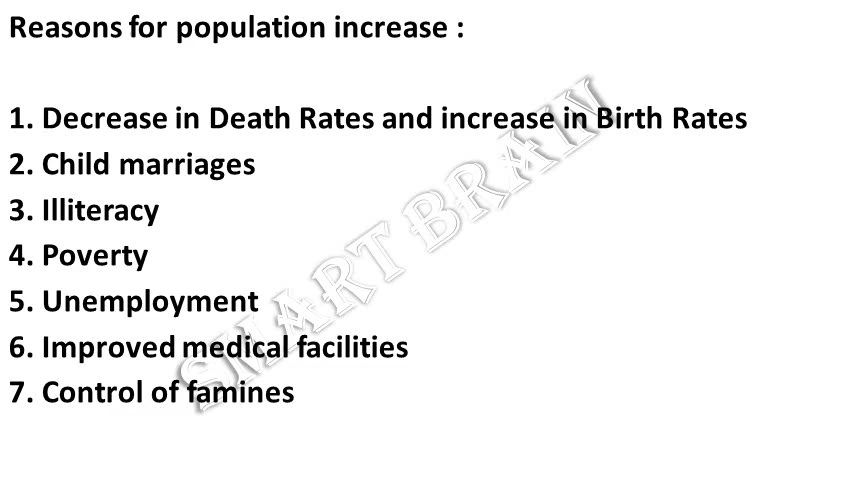 Reasons for population increase :
1. Decrease in Death Rates and increase in Birth Rates
2. Child marriages
3. Illiteracy
4. Poverty
5. Unemployment
6. Improved medical facilities
7. Control of famines
SMART BRAIN